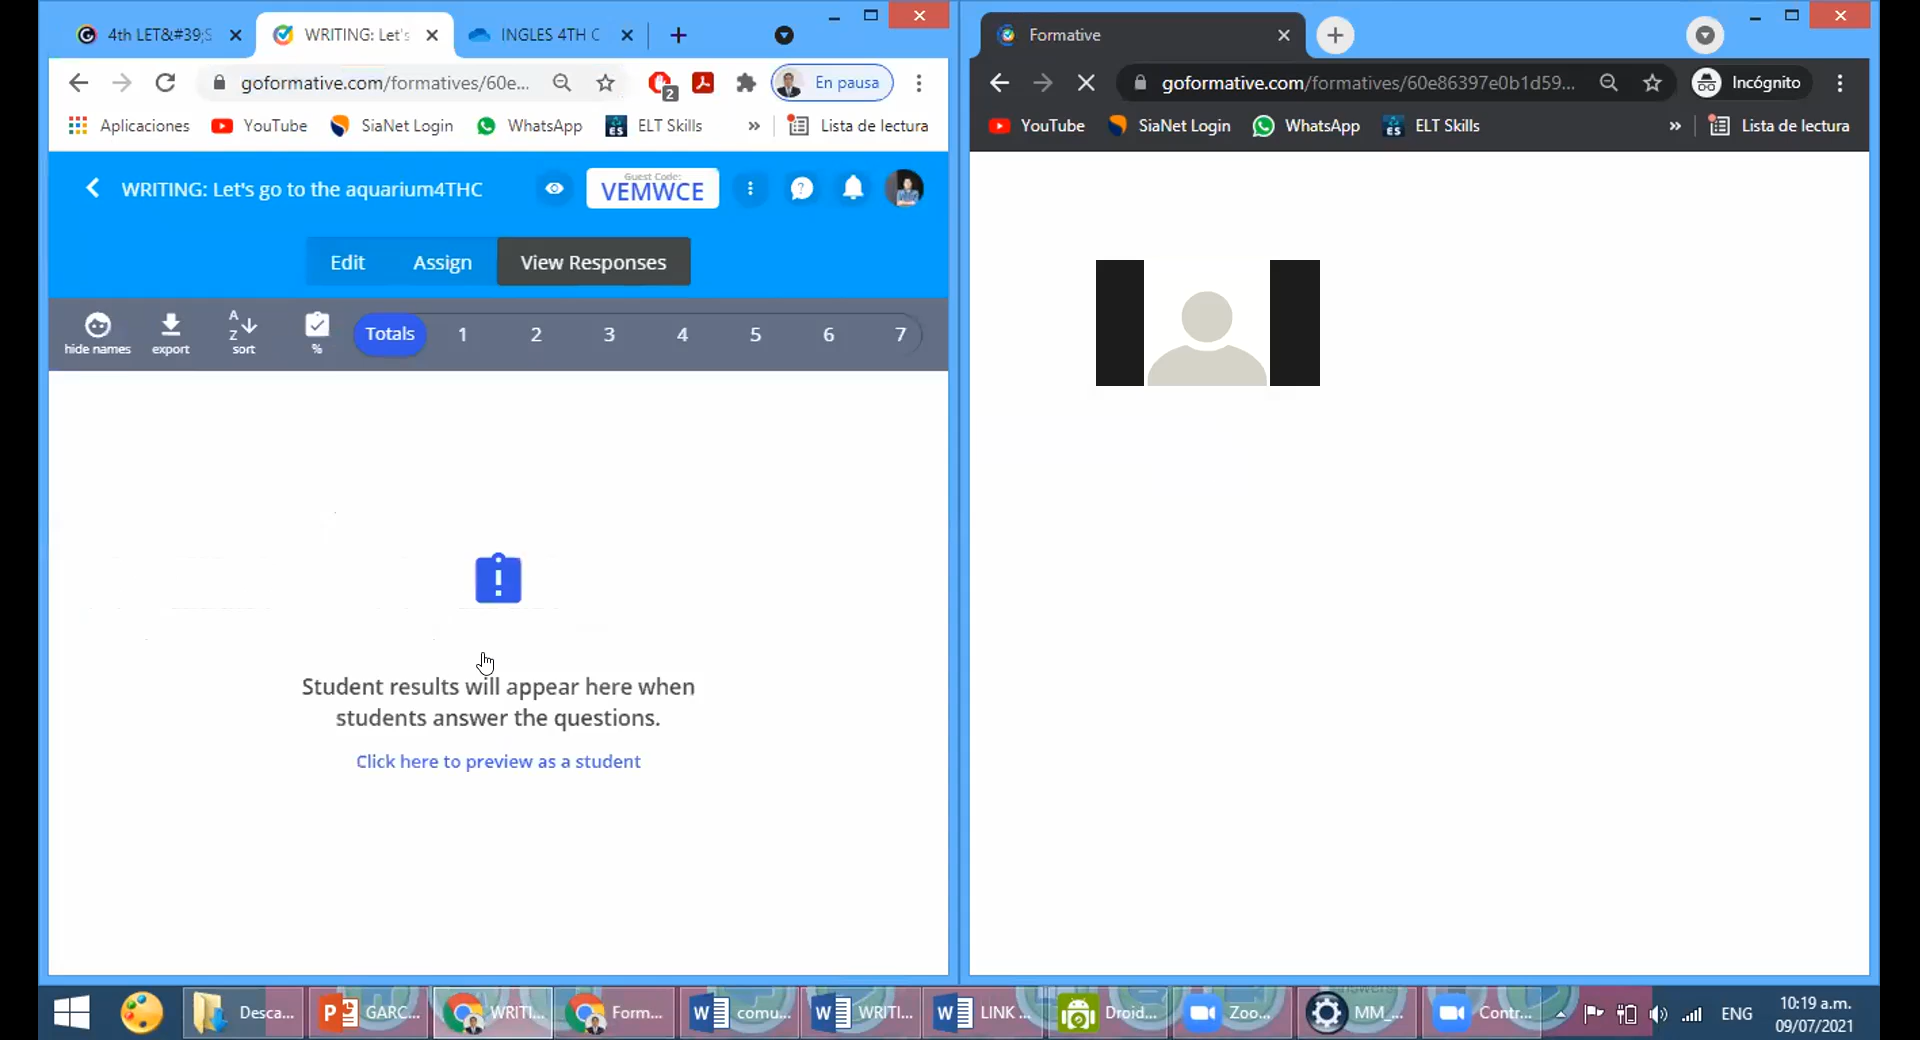 4th LET&#39;S
WRITING: Let's
INGLES 4TH C
goformative.com/formatives/60e...
2
En pausa
Aplicaciones
YouTube
SiaNet Login
WhatsApp
ELT Skills
»
Lista de lectura
WRITING: Let's go to the aquarium4THC
Guest Code:
VEMWCE
Edit
Assign
View Responses
hide names
export
A
Z
sort
%
Totals
1
2
3
4
5
6
7
Student results will appear here when
students answer the questions.
Click here to preview as a student
Formative
goformative.com/formatives/60e86397e0b1d59...
Incógnito
YouTube
SiaNet Login
WhatsApp
ELT Skills
»
Lista de lectura
Desca...
GARC...
WRITI...
Form...
comu...
WRITI...
LINK ...
Droid...
Zoo...
MM_...
Contr...
ENG
10:19 a.m.
09/07/2021